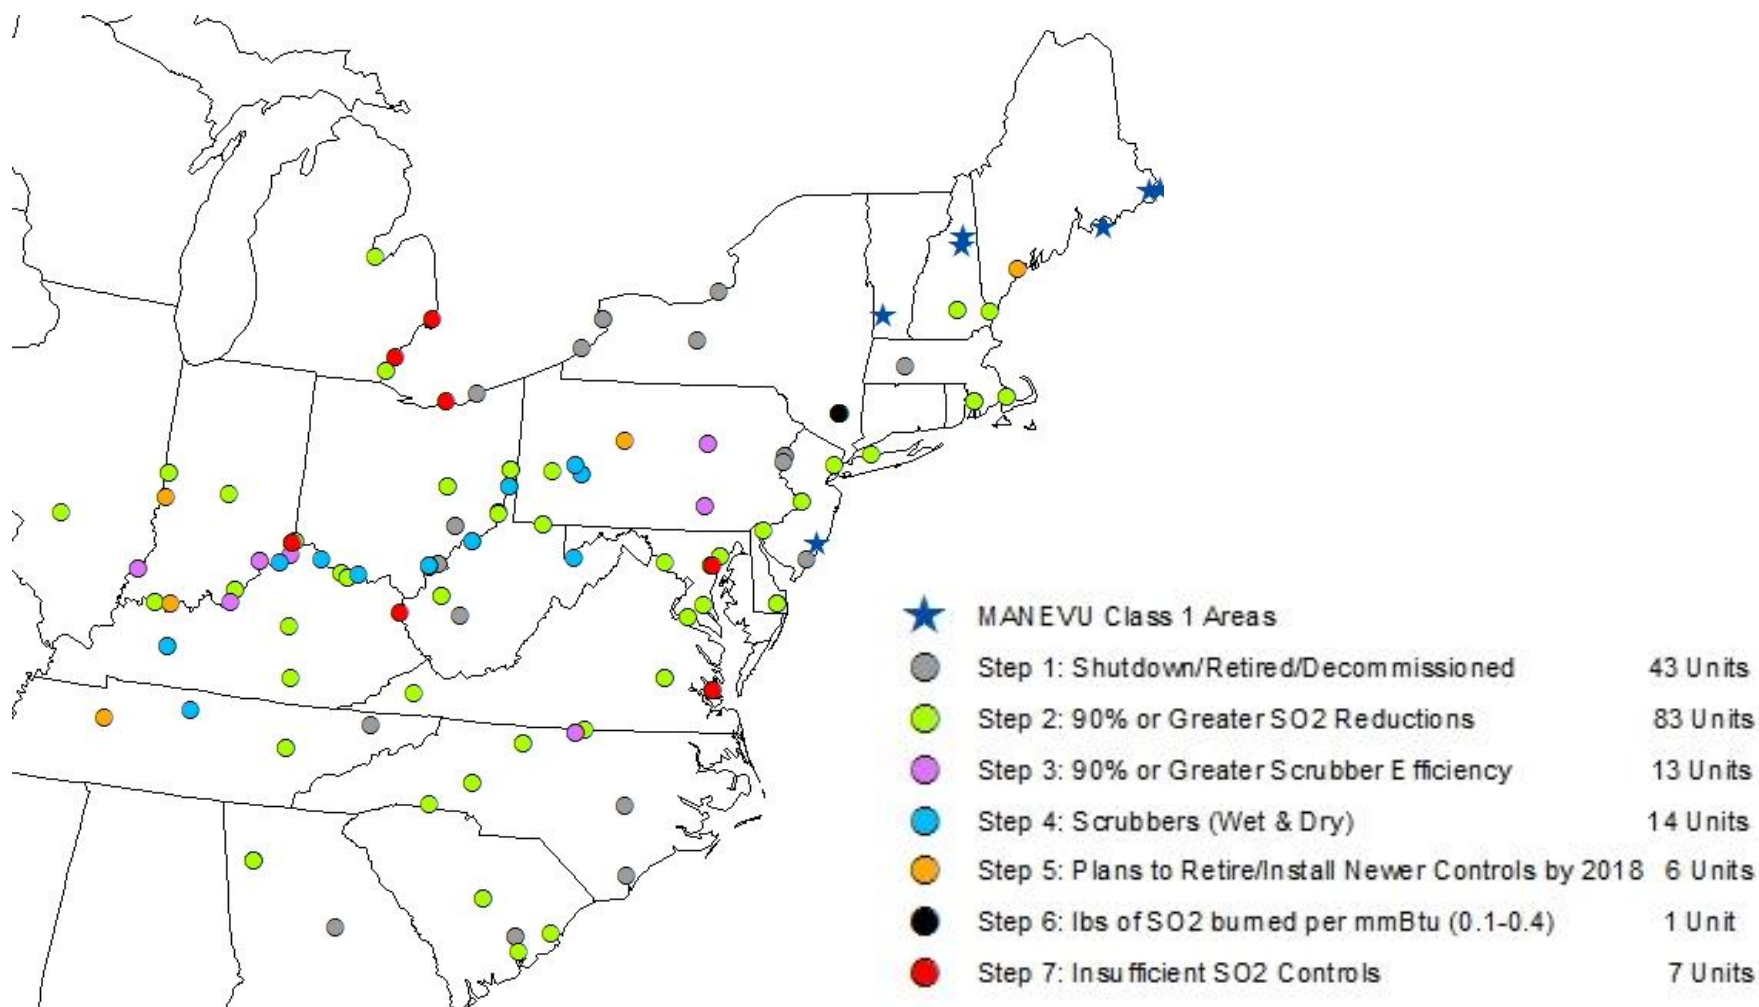 MANEVU Class 1 Areas
Step 1: Shutdown/Retired/Decommissioned 43 Units
Step 2: 90% or Greater SO2 Reductions 83 Units
Step 3: 90% or Greater Scrubber Efficiency 13 Units
Step 4: Scrubbers (Wet & Dry) 14 Units
Step 5: Plans to Retire/Install Newer Controls by 2018 6 Units
Step 6: lbs of SO2 burned per mmBtu (0.1-0.4) 1 Unit
Step 7: Insufficient SO2 Controls 7 Units